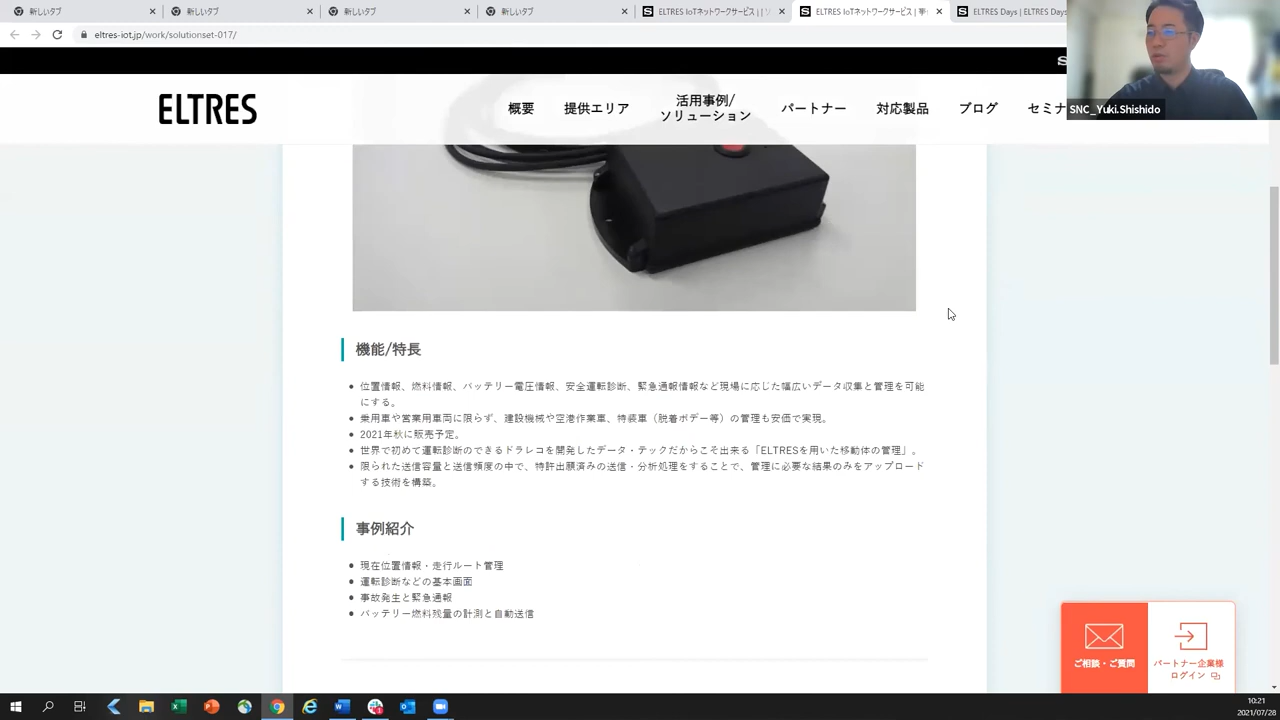 新しいタブ
新しいタブ
新しいタブ
新しいタブ
ELTRES IoTネットワークサービス | ソ
ELTRES IoTネットワークサービス | 車
ELTRES Days | ELTRES Days
eltres-iot.jp/work/solutionset-017/
S
SNC_Yuki.Shishido
ELTRES
概要
提供エリア
活用事例/
ソリューション
パートナー
対応製品
ブログ
セミナ
機能/特長
● 位置情報、燃料情報、バッテリー電圧情報、安全運転診断、緊急通報情報など現場に応じた幅広いデータ収集と管理を可能
にする。
● 乗用車や営業用車両に限らず、建設機械や空港作業車、特装車（脱着ボデー等）の管理も安価で実現。
● 2021年秋に販売予定。
● 世界で初めて運転診断のできるドラレコを開発したデータ・テックだからこそ出来る「ELTRESを用いた移動体の管理」。
● 限られた送信容量と送信頻度の中で、特許出願済みの送信・分析処理をすることで、管理に必要な結果のみをアップロード
する技術を構築。
事例紹介
● 現在位置情報・走行ルート管理
● 運転診断などの基本画面
● 事故発生と緊急通報
● バッテリー燃料残量の計測と自動送信
ご相談・ご質問
パートナー企業様
ログイン
10:21
2021/07/28